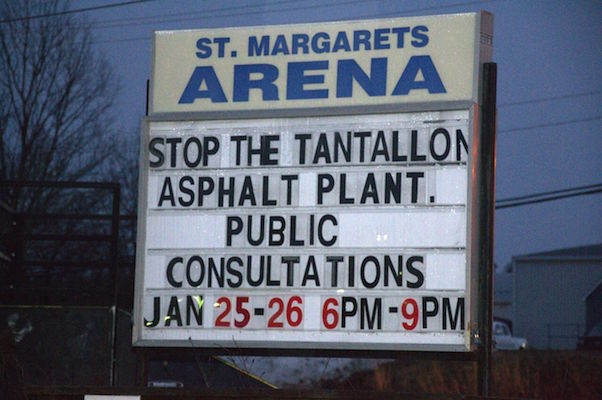 ST. MARGARETS
ARENA
STOP THE TANTALLON
ASPHALT PLANT.
PUBLIC
CONSULTATIONS
JAN 25-26 6PM-9PM